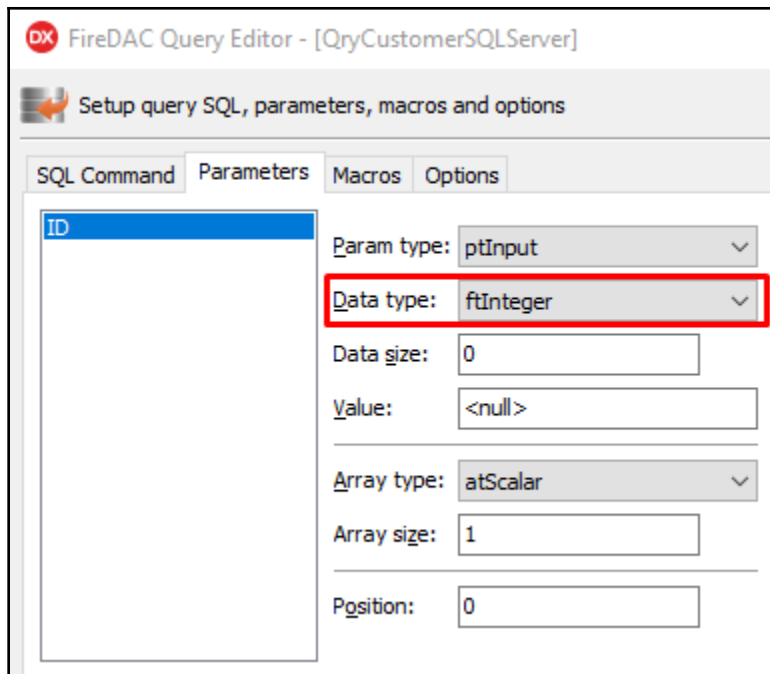 DX FireDAC Query Editor - [QryCustomerSQLServer]
Setup query SQL, parameters, macros and options
SQL Command Parameters Macros Options
ID
Param type: ptInput
Data type: ftInteger
Data size: 0
Value: <null>
Array type: atScalar
Array size: 1
Position: 0